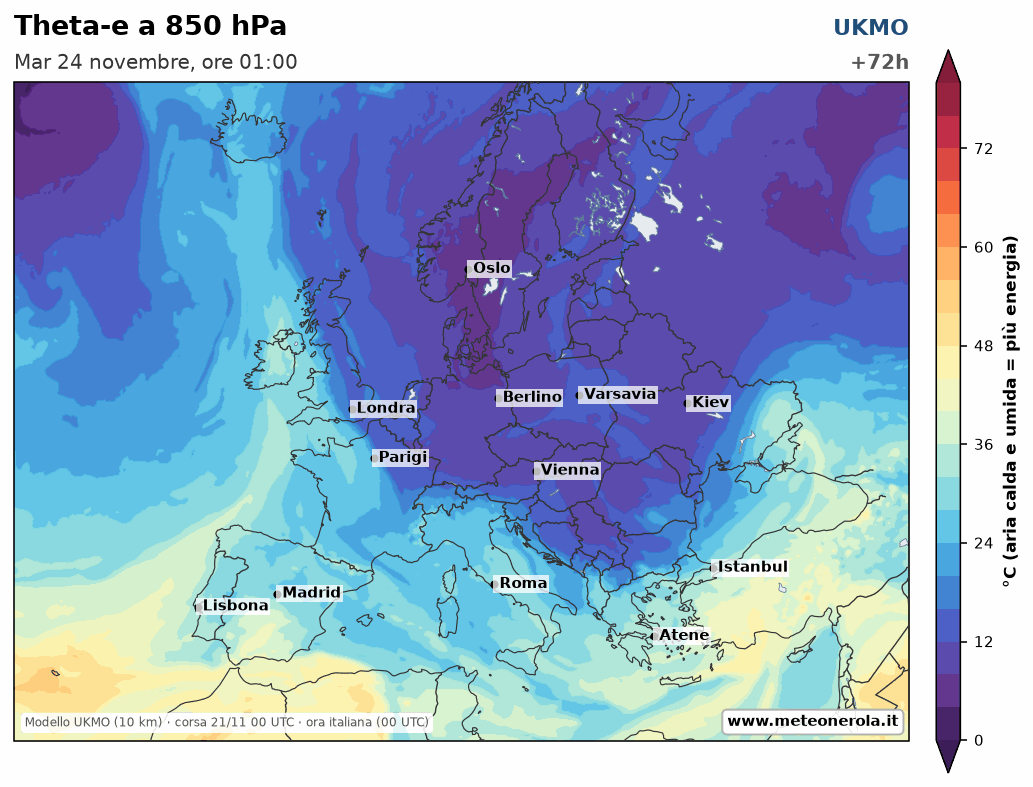 Theta-e a 850 hPa
UKMO
Mar 24 novembre, ore 01:00
+72h
72
60
48
36
24
12
0
°C (aria calda e umida = più energia)
Oslo
Londra
Berlino
Varsavia
Kiev
Parigi
Vienna
Istanbul
Roma
Madrid
Lisbona
Atene
Modello UKMO (10 km) · corsa 21/11 00 UTC · ora italiana (00 UTC)
www.meteonerola.it